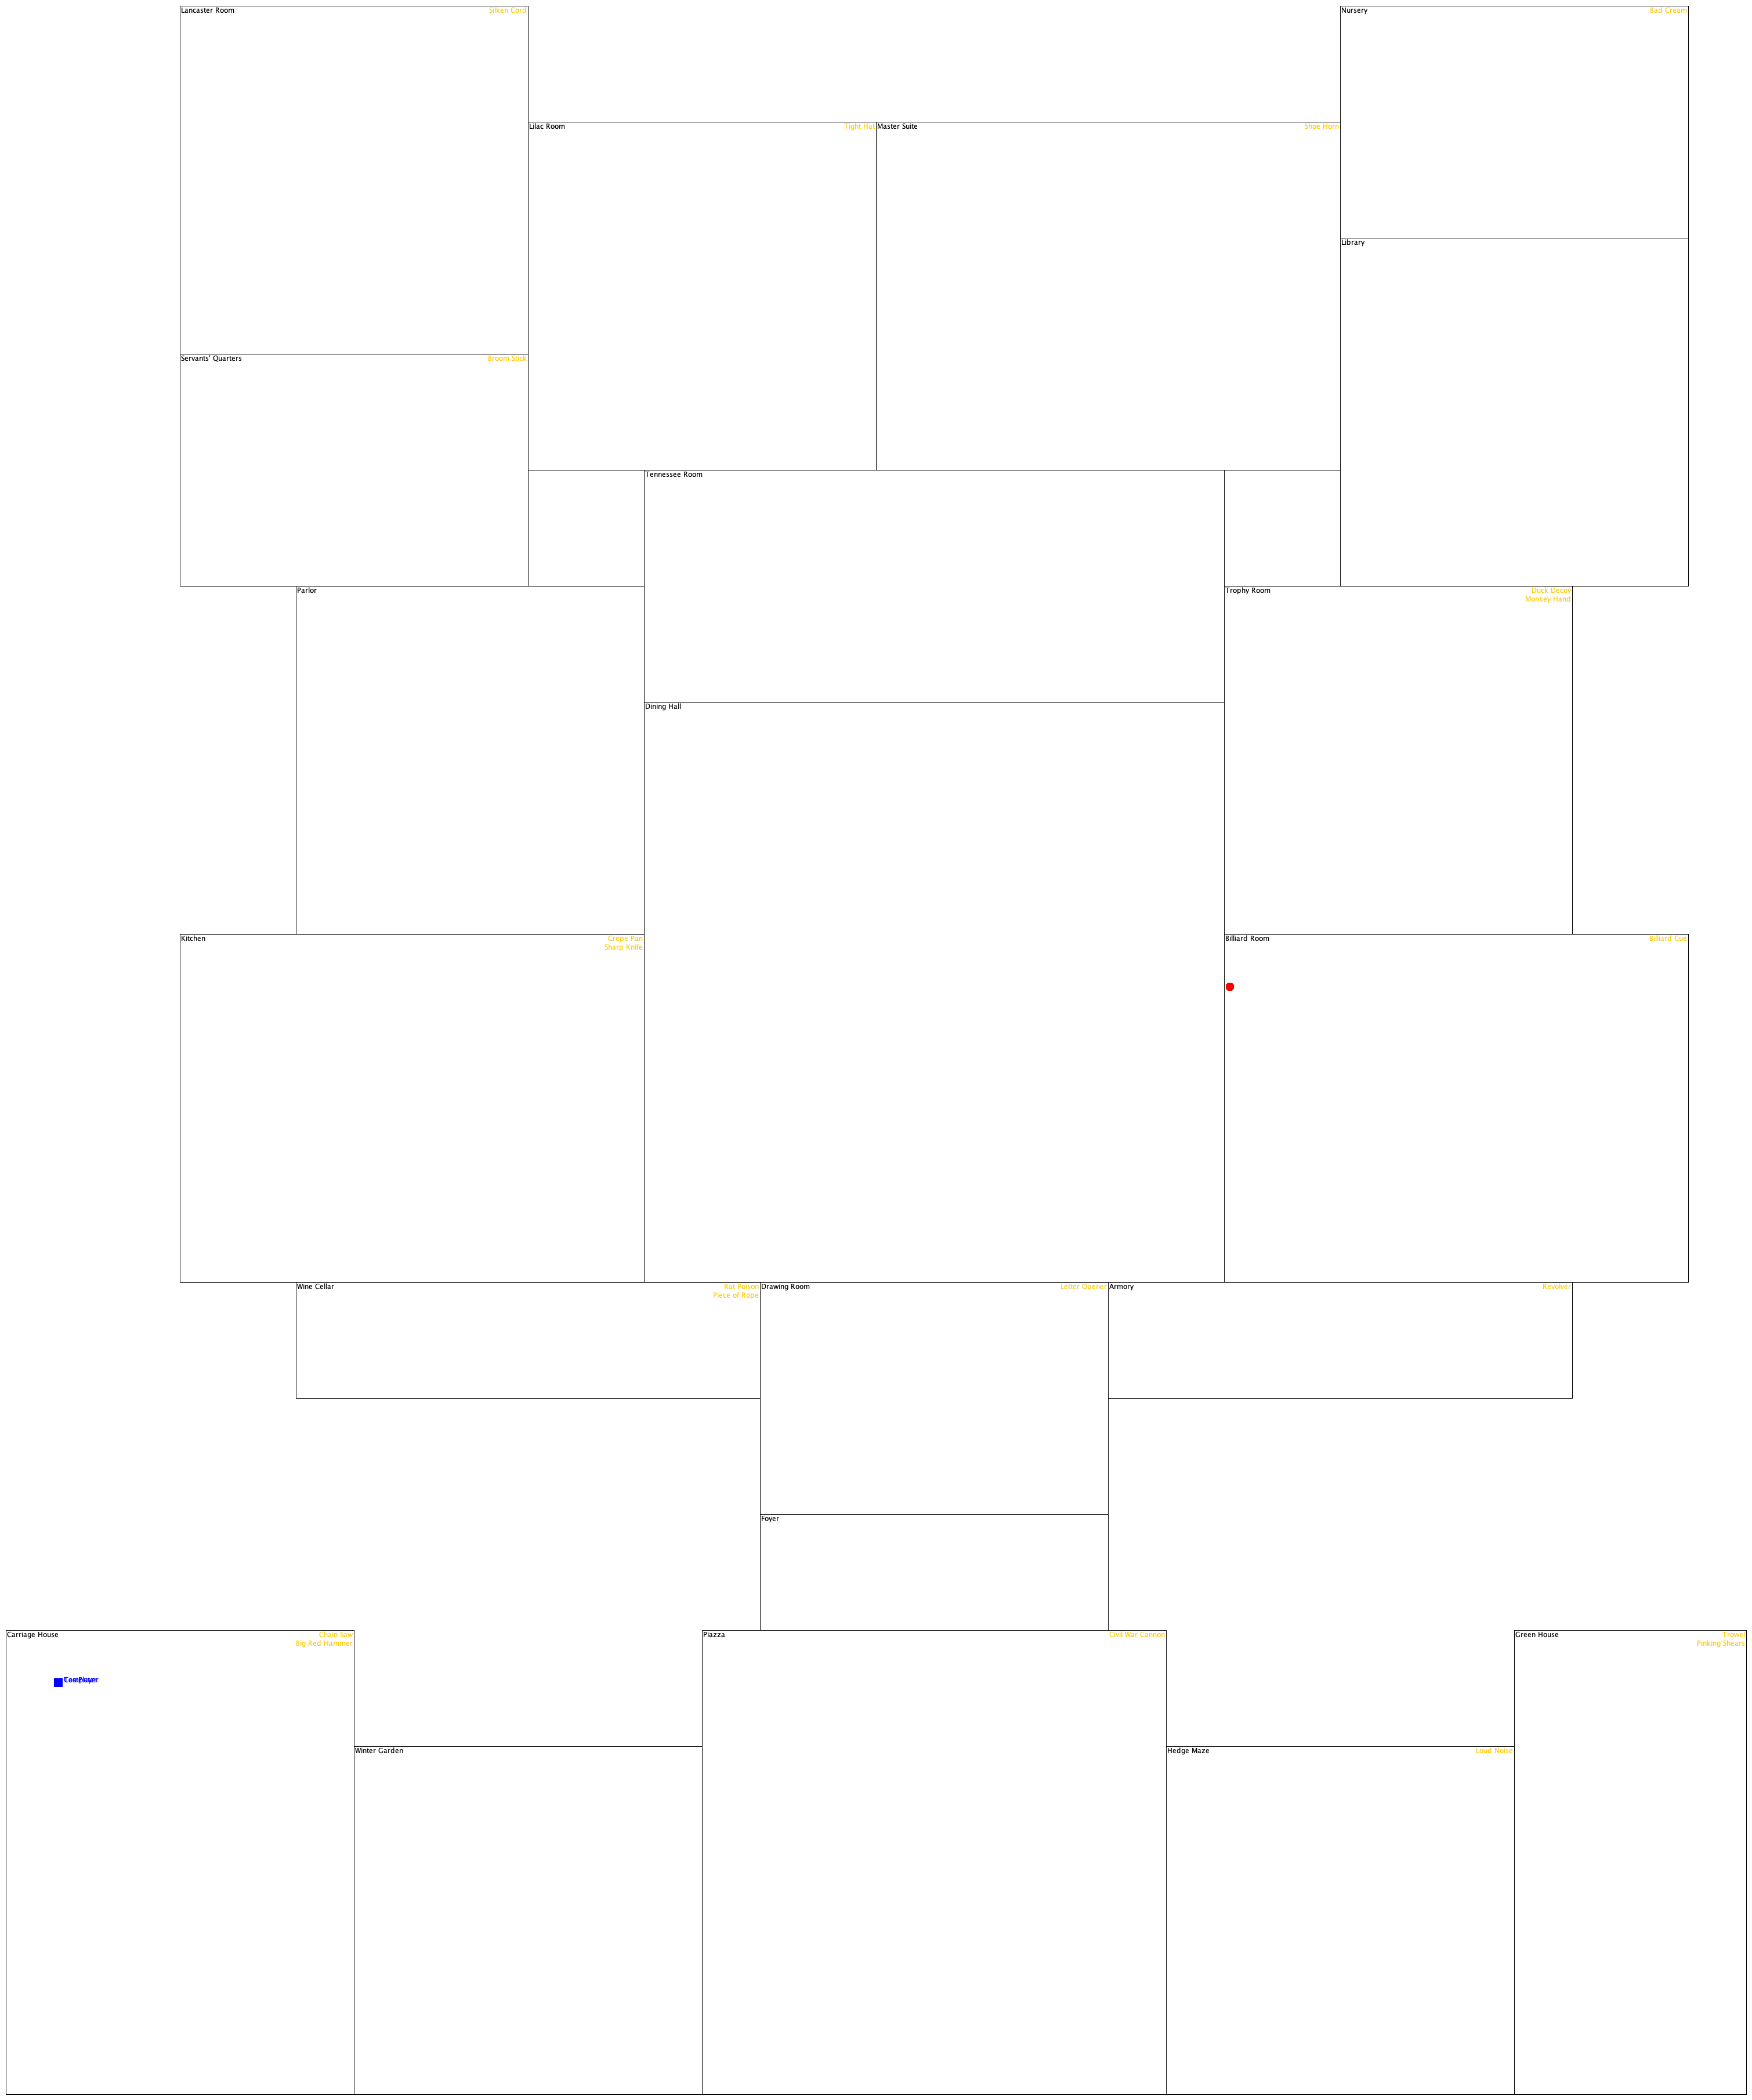 Lancaster Room Silken Cord
Nursery Bad Cream
Lilac Room Tight Hat
Master Suite Shoe Horn
Library
Servants' Quarters Broom Stick
Tennessee Room
Parlor
Trophy Room Duck Decoy
Monkey Hand
Dining Hall
Kitchen Crepe Pan
Sharp Knife
Billiard Room Billiard Cue
Wine Cellar Rat Poison
Piece of Rope
Drawing Room Letter Opener
Armory Revolver
Foyer
Carriage House Chain Saw
Big Red Hammer
Piazza Civil War Cannon
Green House Trowel
Pinking Shears
Winter Garden
Hedge Maze Loud Noise